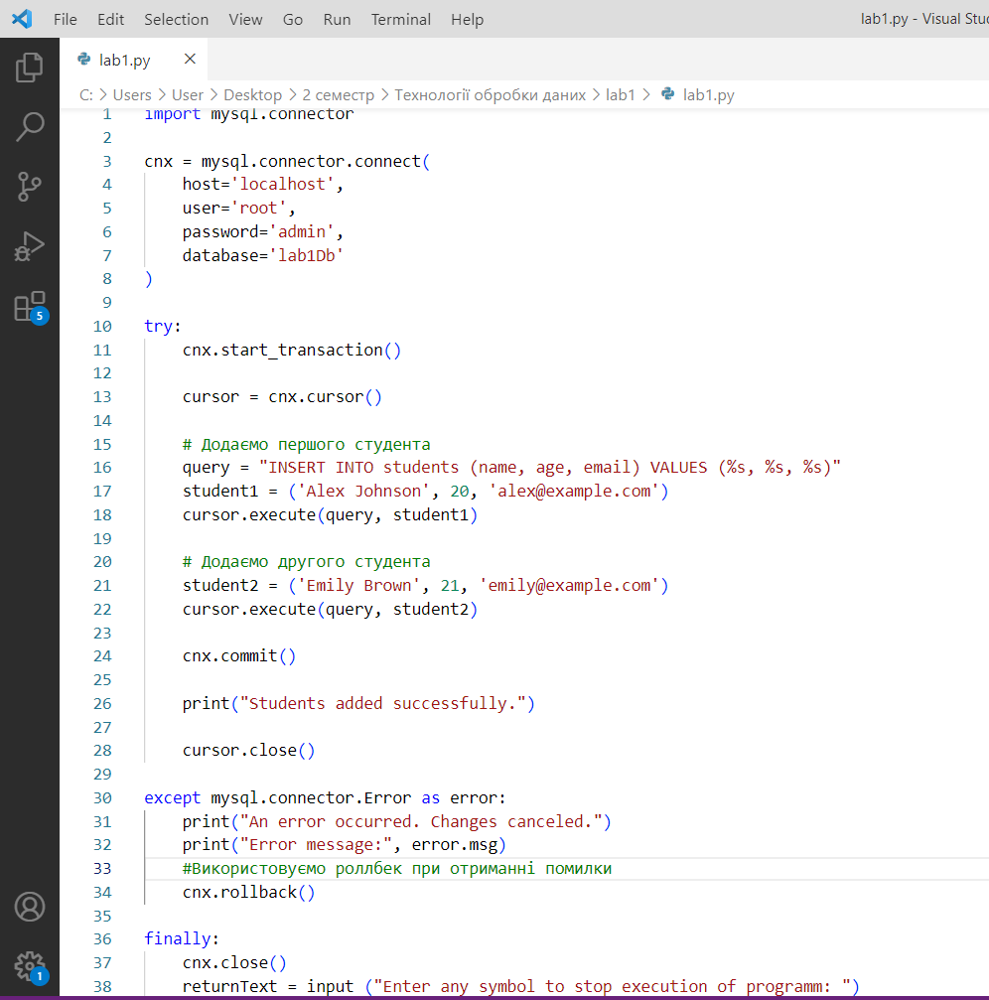 File Edit Selection View Go Run Terminal Help lab1.py - Visual Stu
lab1.py
C: > Users > User > Desktop > 2 семестр > Технології обробки даних > lab1 > lab1.py
1 import mysql.connector
2
3 cnx = mysql.connector.connect(
4     host='localhost',
5     user='root',
6     password='admin',
7     database='lab1Db'
8 )
9
10 try:
11     cnx.start_transaction()
12
13     cursor = cnx.cursor()
14
15     # Додаємо першого студента
16     query = "INSERT INTO students (name, age, email) VALUES (%s, %s, %s)"
17     student1 = ('Alex Johnson', 20, 'alex@example.com')
18     cursor.execute(query, student1)
19
20     # Додаємо другого студента
21     student2 = ('Emily Brown', 21, 'emily@example.com')
22     cursor.execute(query, student2)
23
24     cnx.commit()
25
26     print("Students added successfully.")
27
28     cursor.close()
29
30 except mysql.connector.Error as error:
31     print("An error occurred. Changes canceled.")
32     print("Error message:", error.msg)
33     #Використовуємо роллбек при отриманні помилки
34     cnx.rollback()
35
36 finally:
37     cnx.close()
38     returnText = input ("Enter any symbol to stop execution of programm: ")
5
1